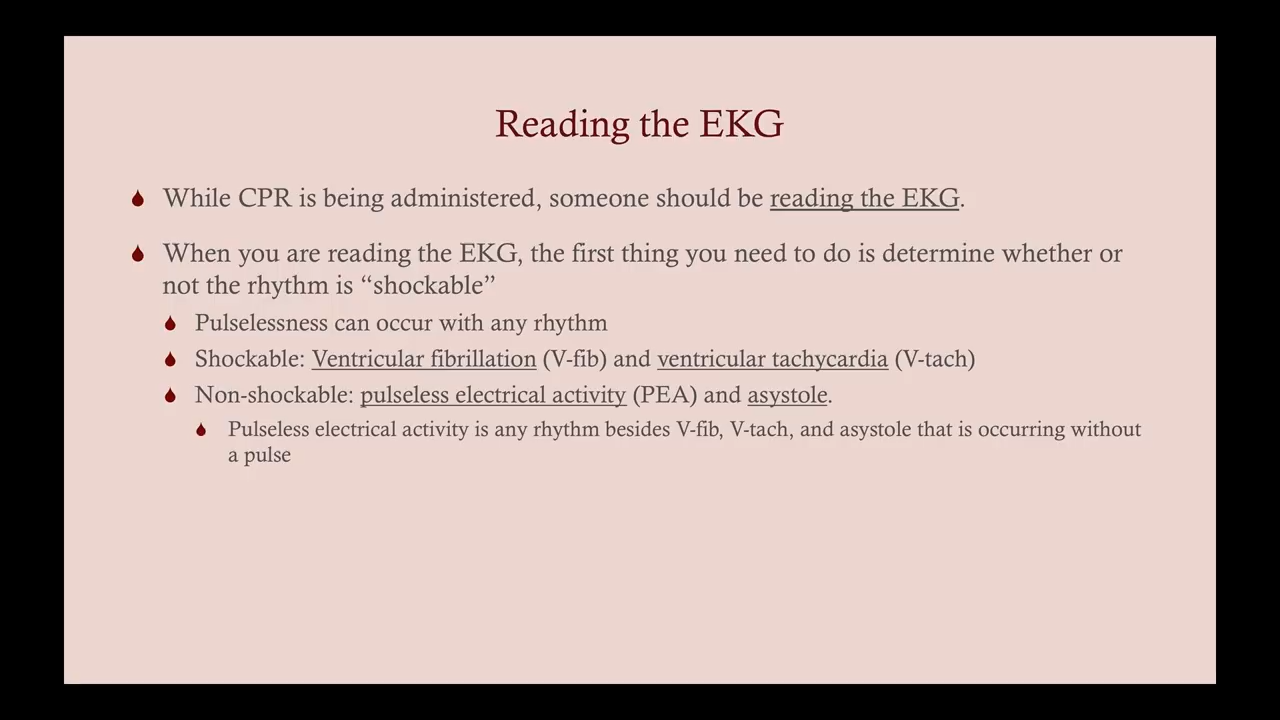 Reading the EKG
While CPR is being administered, someone should be reading the EKG.
When you are reading the EKG, the first thing you need to do is determine whether or
not the rhythm is “shockable”
Pulselessness can occur with any rhythm
Shockable: Ventricular fibrillation (V-fib) and ventricular tachycardia (V-tach)
Non-shockable: pulseless electrical activity (PEA) and asystole.
Pulseless electrical activity is any rhythm besides V-fib, V-tach, and asystole that is occurring without
a pulse